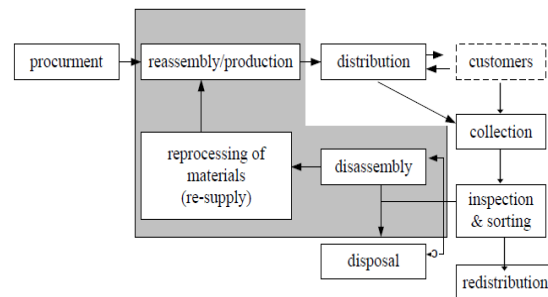 procurment
reassembly/production
distribution
customers
collection
reprocessing of
materials
(re-supply)
disassembly
inspection
& sorting
disposal
redistribution